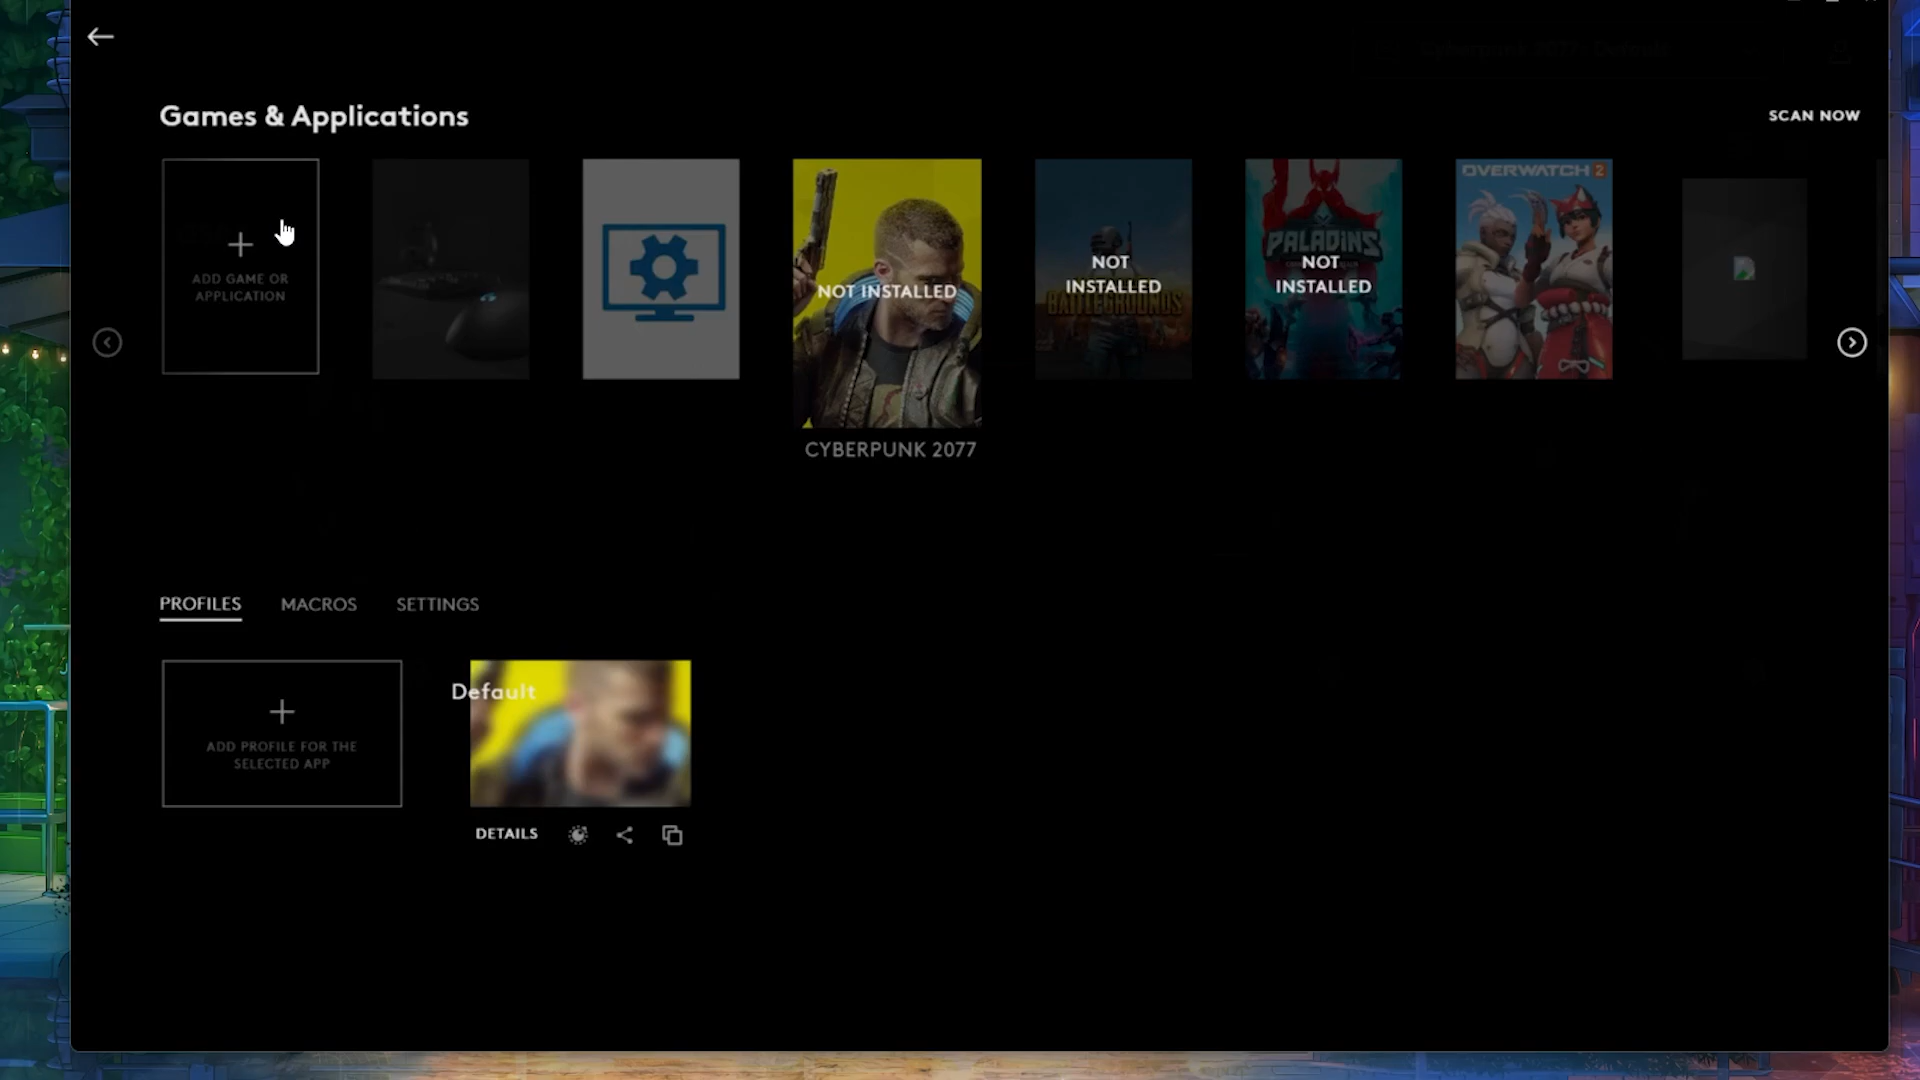 Games & Applications
SCAN NOW
ADD GAME OR
APPLICATION
NOT INSTALLED
NOT
INSTALLED
BATTLEGROUNDS
NOT
INSTALLED
PALADINS
OVERWATCH 2
CYBERPUNK 2077
PROFILES
MACROS
SETTINGS
ADD PROFILE FOR THE
SELECTED APP
Default
DETAILS